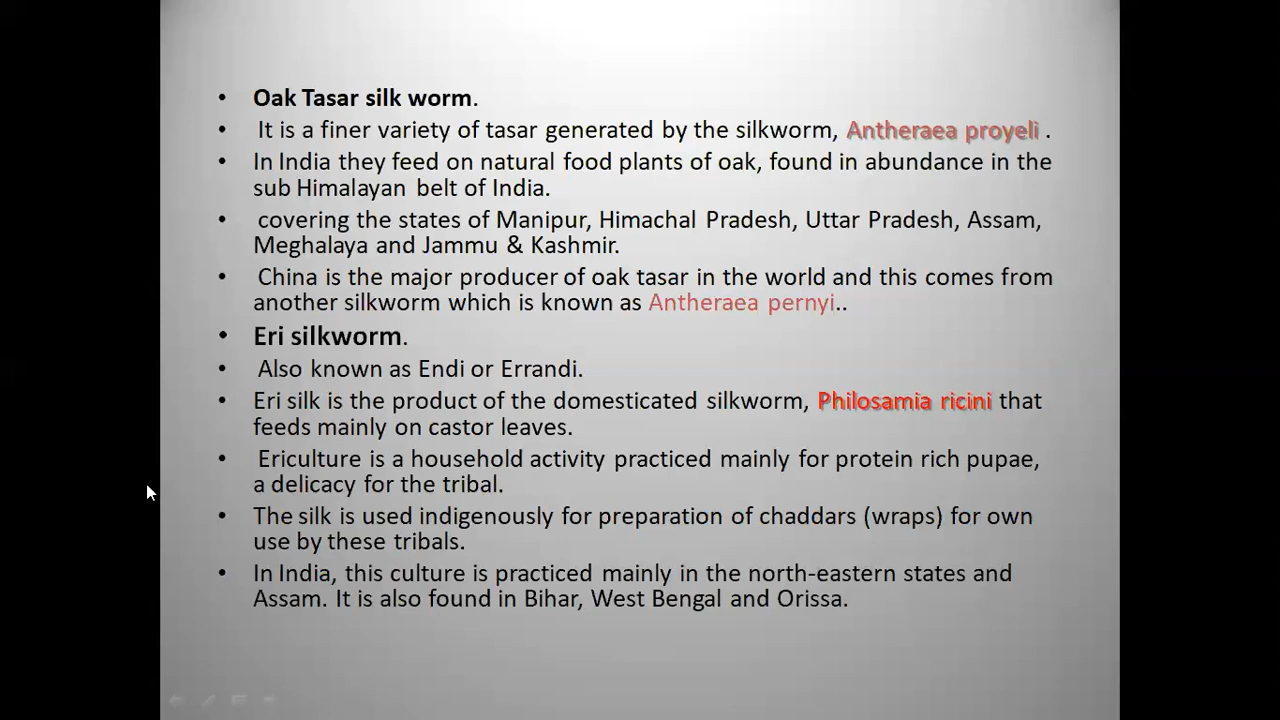 • Oak Tasar silk worm.
• It is a finer variety of tasar generated by the silkworm, Antheraea proyeli .
• In India they feed on natural food plants of oak, found in abundance in the
sub Himalayan belt of India.
• covering the states of Manipur, Himachal Pradesh, Uttar Pradesh, Assam,
Meghalaya and Jammu & Kashmir.
• China is the major producer of oak tasar in the world and this comes from
another silkworm which is known as Antheraea pernyi..
• Eri silkworm.
• Also known as Endi or Errandi.
• Eri silk is the product of the domesticated silkworm, Philosamia ricini that
feeds mainly on castor leaves.
• Ericulture is a household activity practiced mainly for protein rich pupae,
a delicacy for the tribal.
• The silk is used indigenously for preparation of chaddars (wraps) for own
use by these tribals.
• In India, this culture is practiced mainly in the north-eastern states and
Assam. It is also found in Bihar, West Bengal and Orissa.